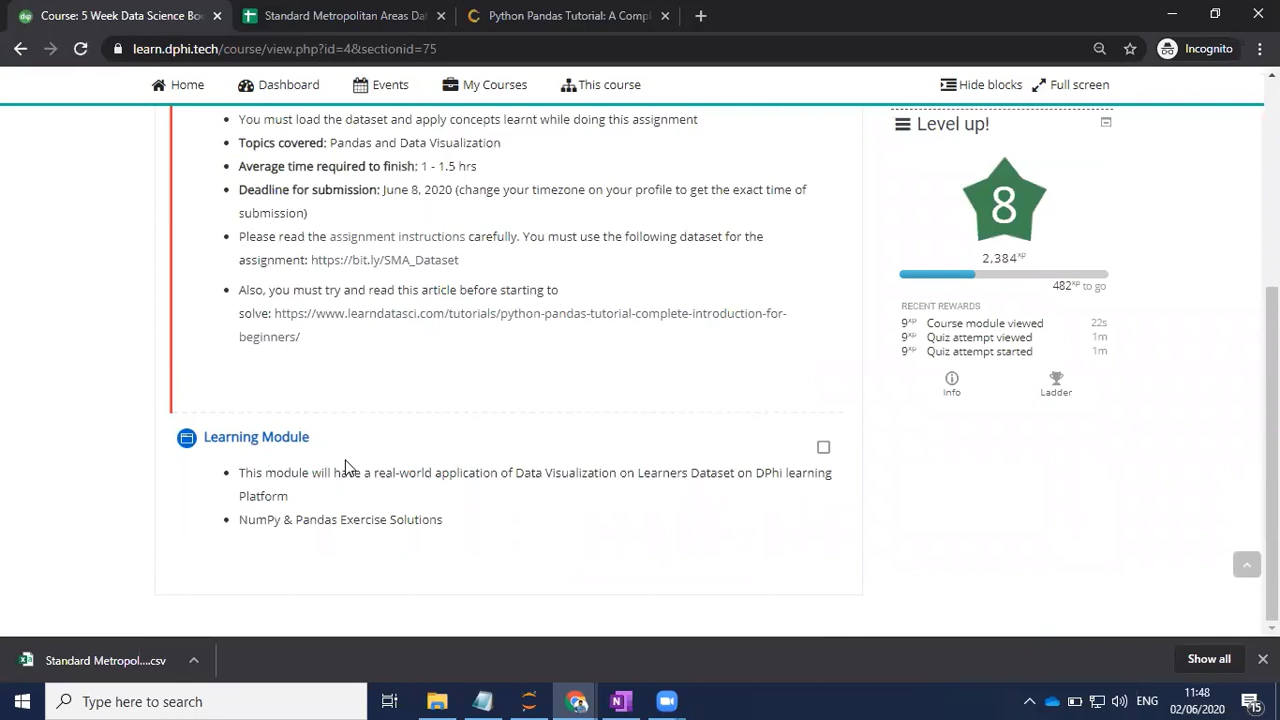 Course: 5 Week Data Science Bo
Standard Metropolitan Areas Dat
Python Pandas Tutorial: A Compl
learn.dphi.tech/course/view.php?id=4&sectionid=75
Incognito
Home
Dashboard
Events
My Courses
This course
Hide blocks
Full screen
You must load the dataset and apply concepts learnt while doing this assignment
Topics covered: Pandas and Data Visualization
Average time required to finish: 1 - 1.5 hrs
Deadline for submission: June 8, 2020 (change your timezone on your profile to get the exact time of
submission)
Please read the assignment instructions carefully. You must use the following dataset for the
assignment: https://bit.ly/SMA_Dataset
Also, you must try and read this article before starting to
solve: https://www.learndatasci.com/tutorials/python-pandas-tutorial-complete-introduction-for-
beginners/
Learning Module
This module will have a real-world application of Data Visualization on Learners Dataset on DPhi learning
Platform
NumPy & Pandas Exercise Solutions
Level up!
8
2,384xp
482xp to go
RECENT REWARDS
9xp Course module viewed 22s
9xp Quiz attempt viewed 1m
9xp Quiz attempt started 1m
Info
Ladder
Standard Metropol....csv
Show all
Type here to search
ENG
11:48
02/06/2020
15